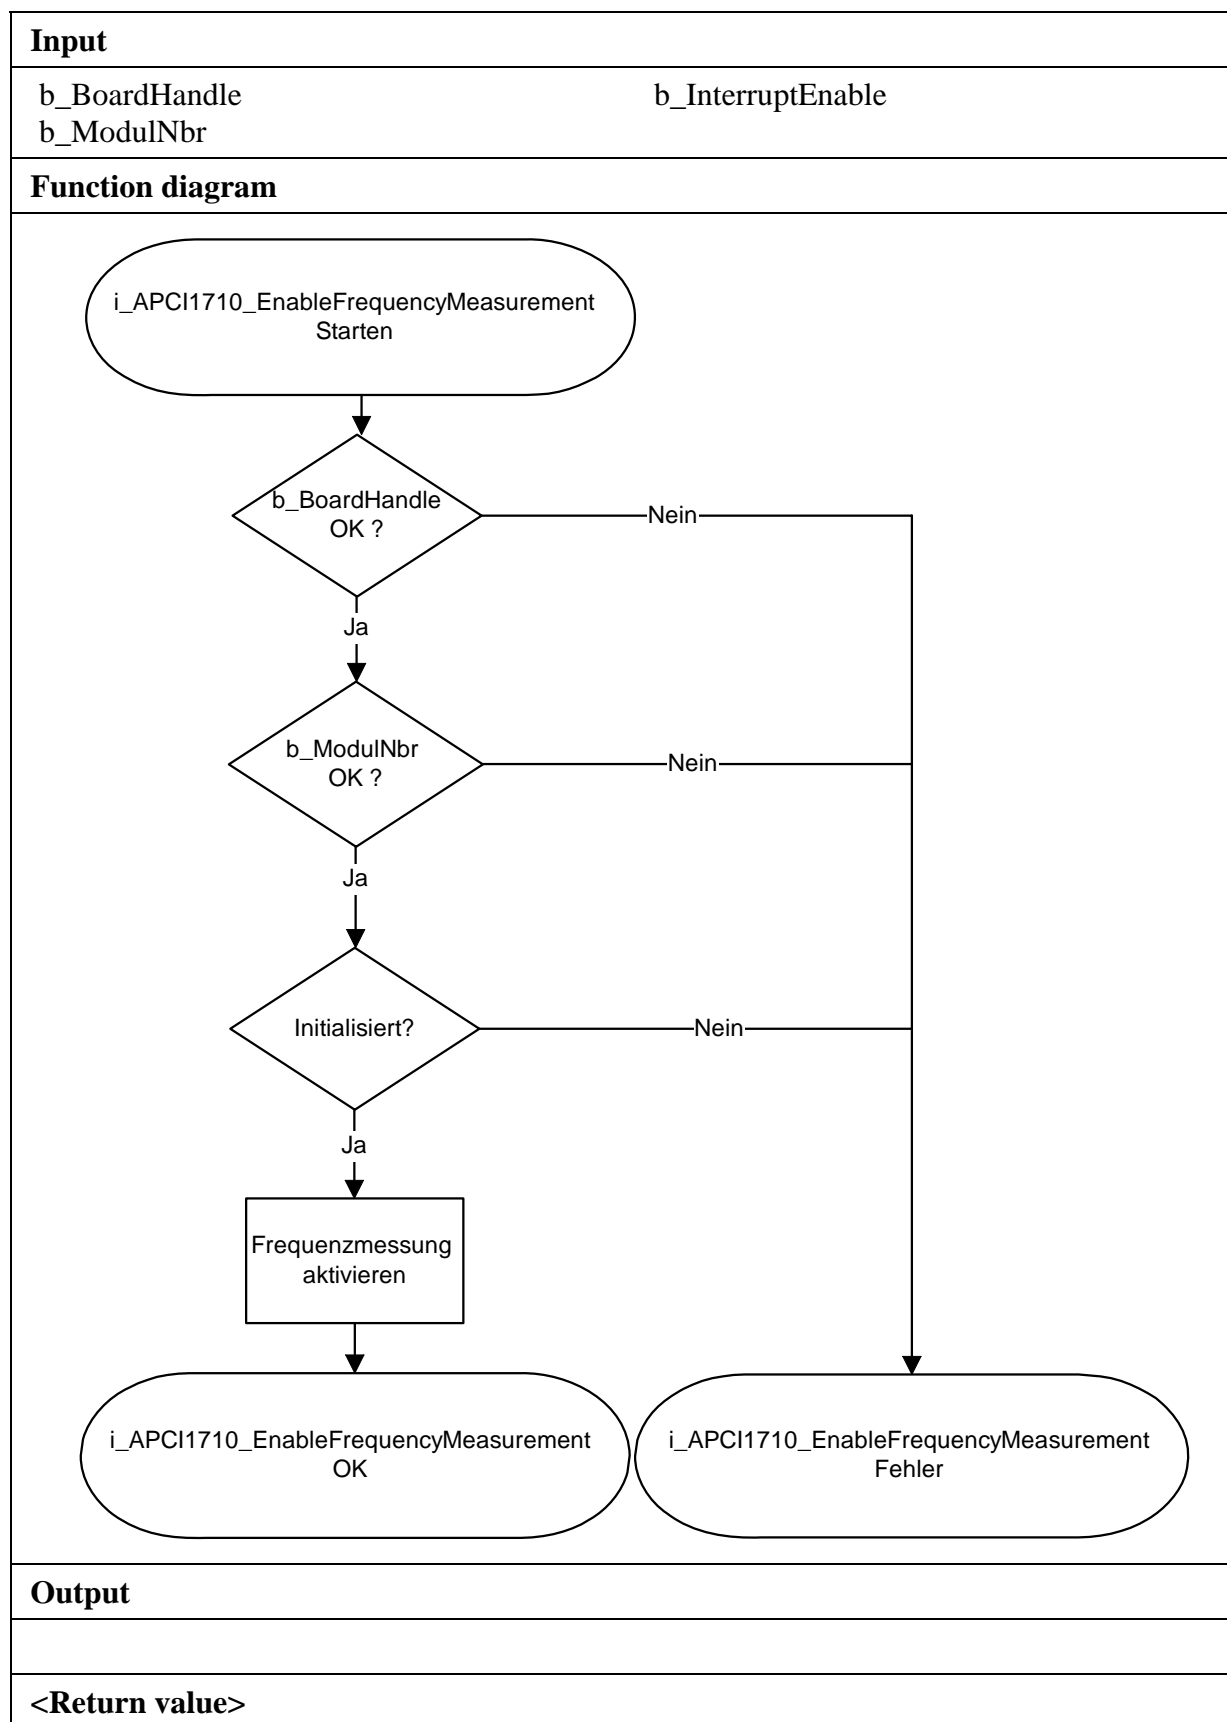 Input
b_BoardHandle b_InterruptEnable
b_ModulNbr
Function diagram
i_APCI1710_EnableFrequencyMeasurement
Starten
b_BoardHandle
OK ?
Nein
Ja
b_ModulNbr
OK ?
Nein
Ja
Initialisiert?
Nein
Ja
Frequenzmessung
aktivieren
i_APCI1710_EnableFrequencyMeasurement
OK
i_APCI1710_EnableFrequencyMeasurement
Fehler
Output
<Return value>